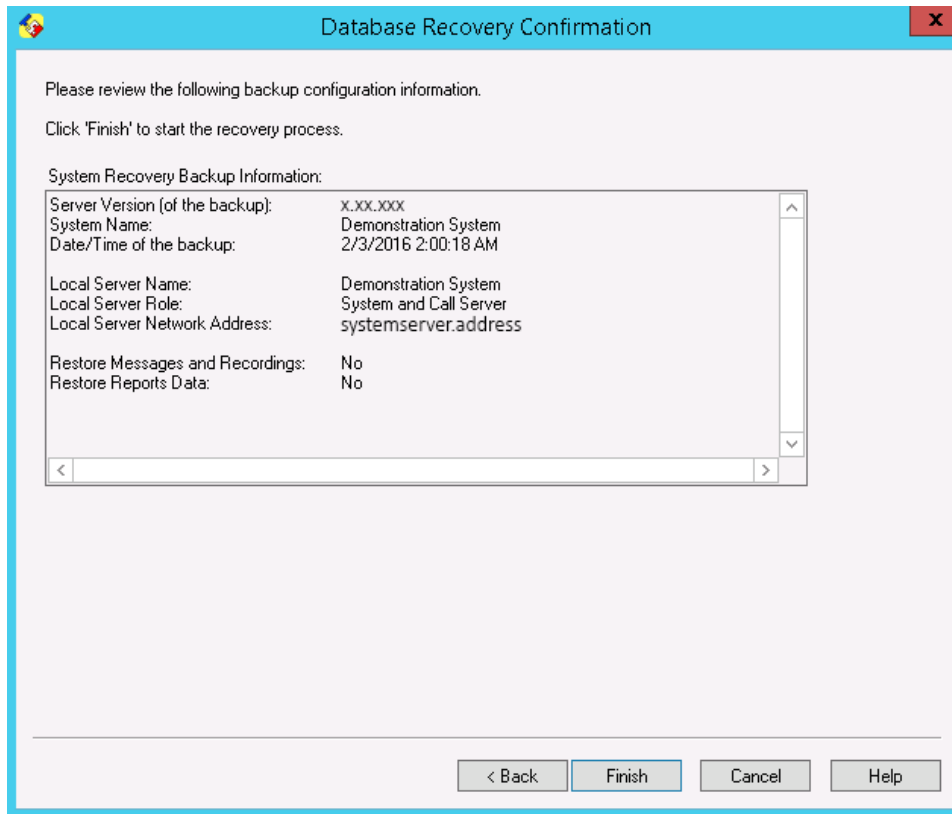 Database Recovery Confirmation
x
Please review the following backup configuration information.
Click 'Finish' to start the recovery process.
System Recovery Backup Information:
Server Version (of the backup): x.xx.xxx
System Name: Demonstration System
Date/Time of the backup: 2/3/2016 2:00:18 AM
Local Server Name: Demonstration System
Local Server Role: System and Call Server
Local Server Network Address: systemserver.address
Restore Messages and Recordings: No
Restore Reports Data: No
< Back Finish Cancel Help